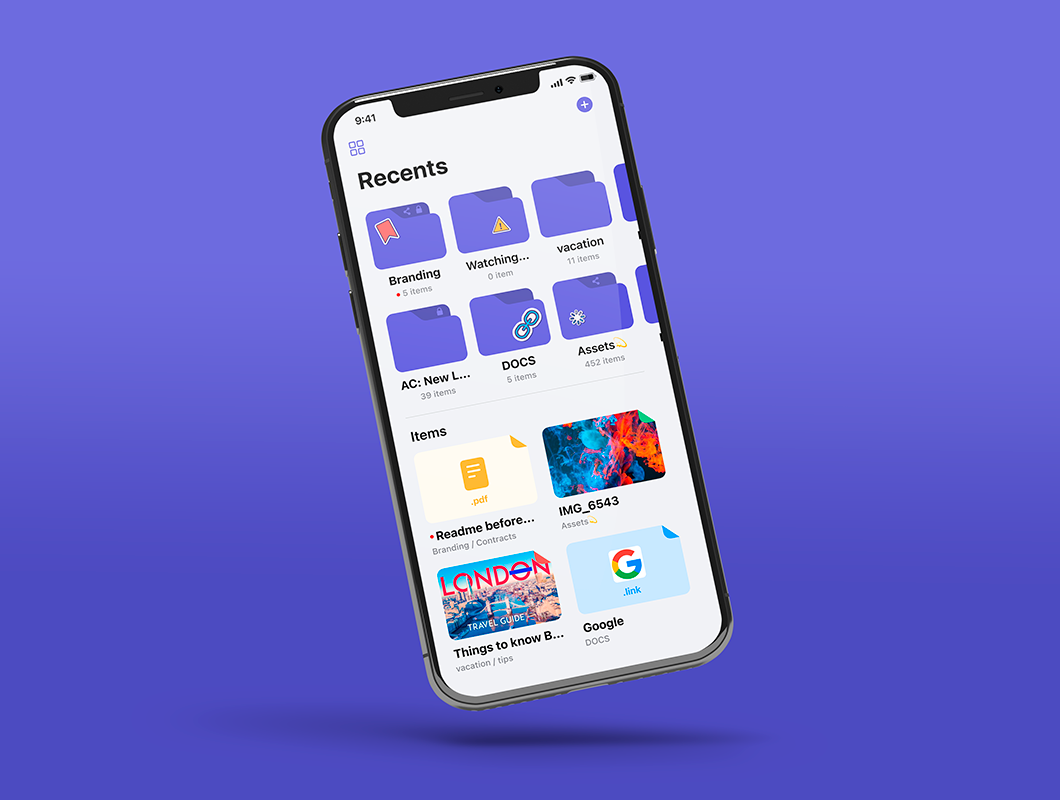 9:41
Recents
Branding
5 items
Watching...
0 item
vacation
11 items
AC: New L...
39 items
DOCS
5 items
Assets💫
452 items
Items
.pdf
Readme before...
Branding / Contracts
IMG_6543
Assets💫
LONDON
TRAVEL GUIDE
Things to know B...
vacation / tips
G
.link
Google
DOCS